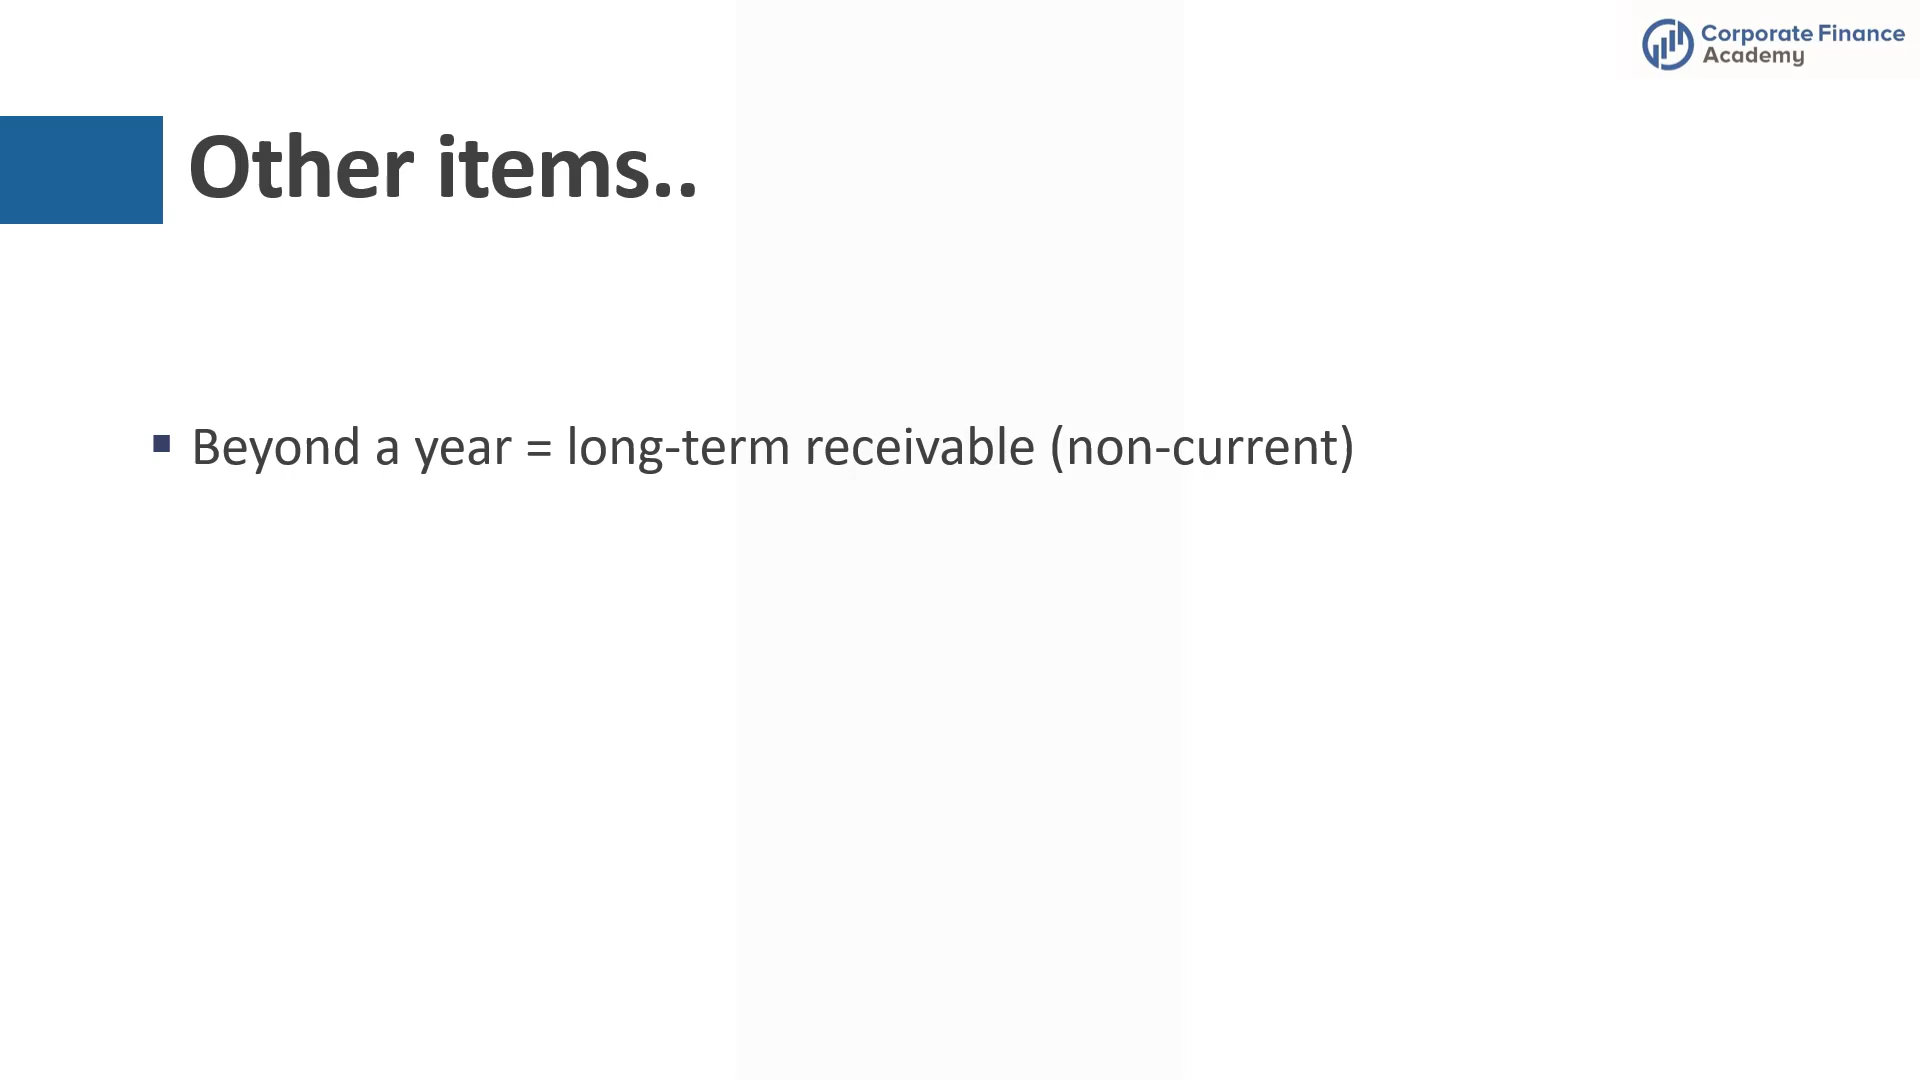 Corporate Finance
Academy
Other items..
▪ Beyond a year = long-term receivable (non-current)